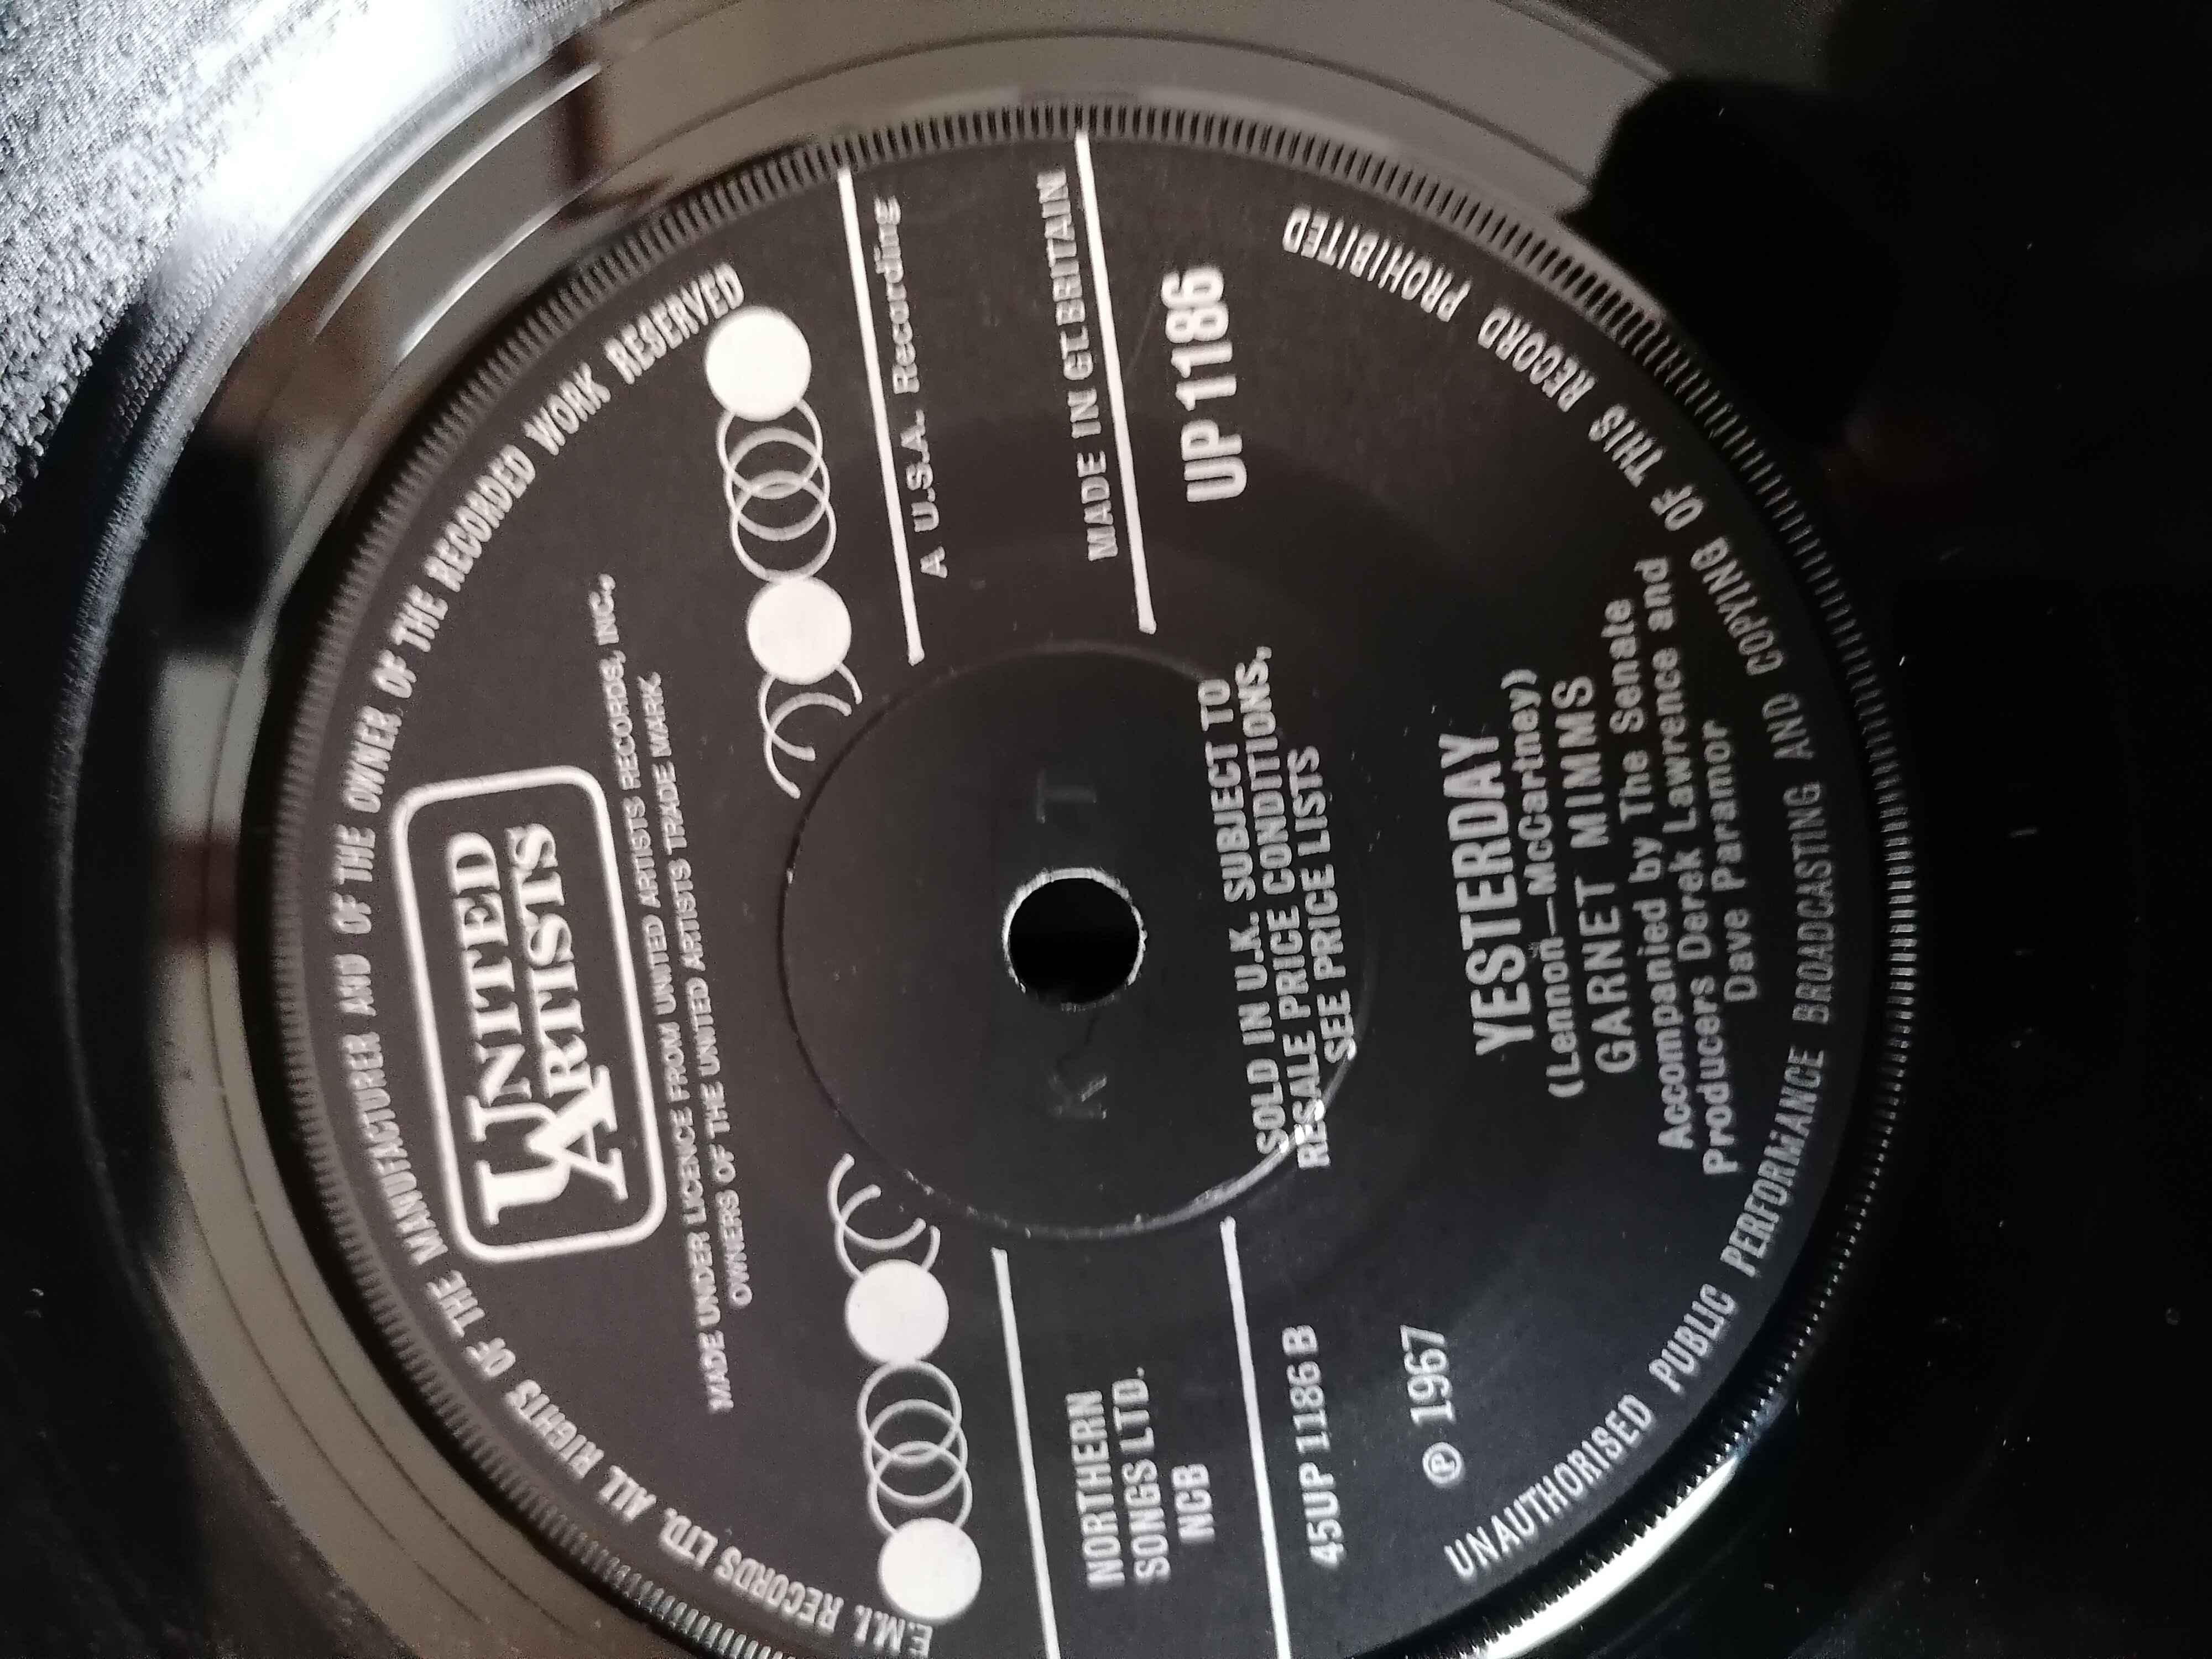 E.M.I. RECORDS LTD. ALL RIGHTS OF THE MANUFACTURER AND OF THE OWNER OF THE RECORDED WORK RESERVED
UNITED
ARTISTS
MADE UNDER LICENCE FROM UNITED ARTISTS RECORDS, INC.,
OWNERS OF THE UNITED ARTISTS TRADE MARK
A U.S.A. Recording
NORTHERN
SONGS LTD.
NCB
MADE IN GT. BRITAIN
K T
45UP 1186 B
UP 1186
SOLD IN U.K. SUBJECT TO
RESALE PRICE CONDITIONS,
SEE PRICE LISTS
℗ 1967
YESTERDAY
(Lennon—McCartney)
GARNET MIMMS
Accompanied by The Senate
Producers Derek Lawrence and
Dave Paramor
UNAUTHORISED PUBLIC PERFORMANCE BROADCASTING AND COPYING OF THIS RECORD PROHIBITED